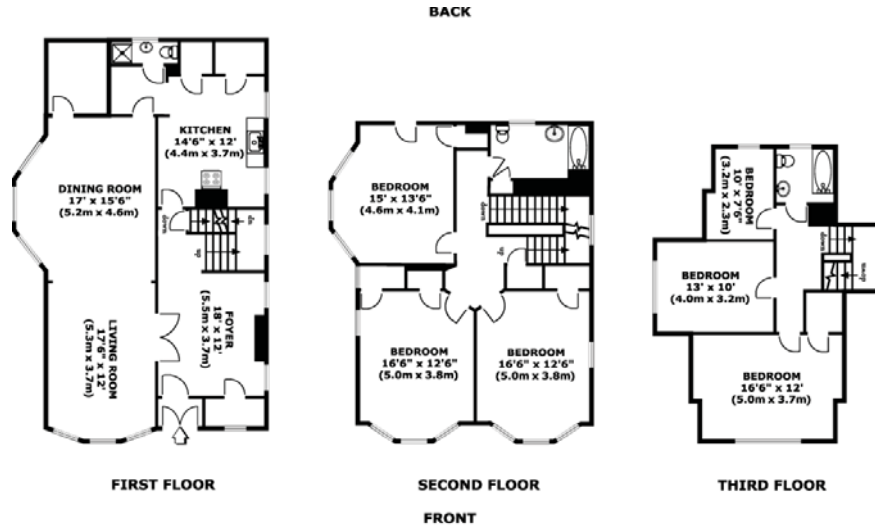 BACK
KITCHEN
14'6" x 12'
(4.4m x 3.7m)
DINING ROOM
17' x 15'6"
(5.2m x 4.6m)
down
up
dn
FOYER
18' x 12'
(5.5m x 3.7m)
LIVING ROOM
17'6" x 12'
(5.3m x 3.7m)
FIRST FLOOR
BEDROOM
15' x 13'6"
(4.6m x 4.1m)
down
up
BEDROOM
16'6" x 12'6"
(5.0m x 3.8m)
BEDROOM
16'6" x 12'6"
(5.0m x 3.8m)
SECOND FLOOR
BEDROOM
10' x 7'6"
(3.2m x 2.3m)
down
down
BEDROOM
13' x 10'
(4.0m x 3.2m)
BEDROOM
16'6" x 12'
(5.0m x 3.7m)
THIRD FLOOR
FRONT